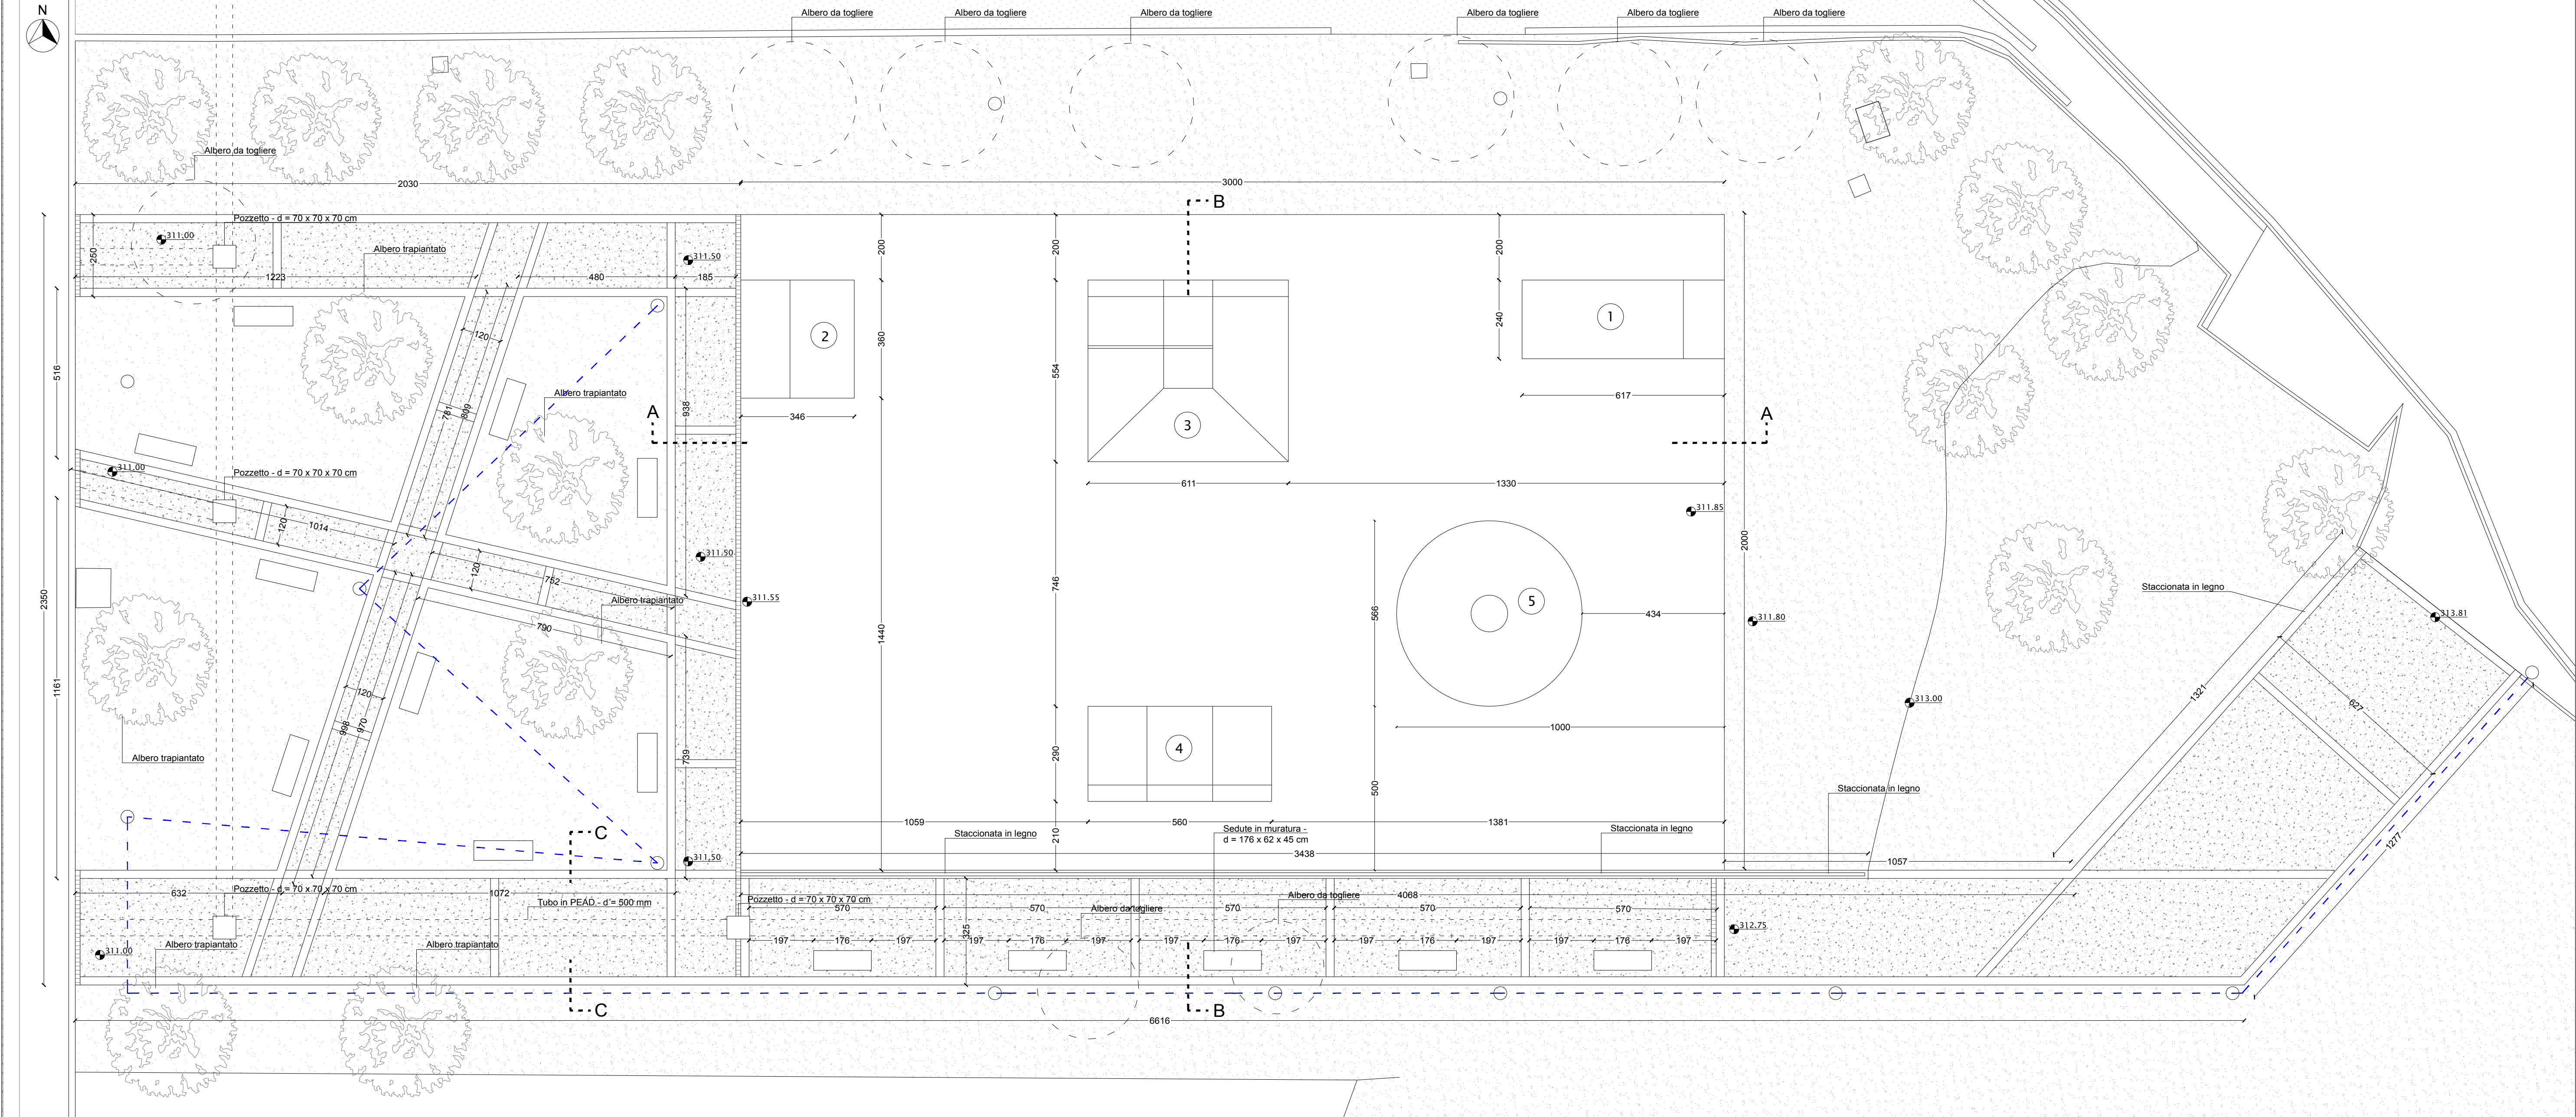 N
Albero da togliere
Albero da togliere
Albero da togliere
Albero da togliere
Albero da togliere
Albero da togliere
Albero da togliere
2030
3000
B
Pozzetto - d = 70 x 70 x 70 cm
311.00
Albero trapiantato
250
1223
480
185
311.50
200
200
200
120
2
360
554
1
240
516
781
809
Albero trapiantato
938
A
346
3
617
A
311.00
Pozzetto - d = 70 x 70 x 70 cm
611
1330
120
1014
311.85
2000
311.50
120
752
2350
311.55
746
566
5
434
311.80
Albero trapiantato
790
1440
Staccionata in legno
313.81
1161
120
998
970
Albero trapiantato
739
290
4
500
1000
313.00
1321
627
1277
C
1059
560
1381
210
Staccionata in legno
Sedute in muratura -
d = 176 x 62 x 45 cm
Staccionata in legno
Staccionata in legno
311.50
3438
1057
632
Pozzetto - d = 70 x 70 x 70 cm
1072
Tubo in PEAD - d = 500 mm
Pozzetto - d = 70 x 70 x 70 cm
Albero da togliere
4068
570
570
Albero da togliere
570
570
570
325
197
176
197
197
176
197
197
176
197
197
176
197
197
176
197
312.75
311.00
Albero trapiantato
Albero trapiantato
C
B
6616